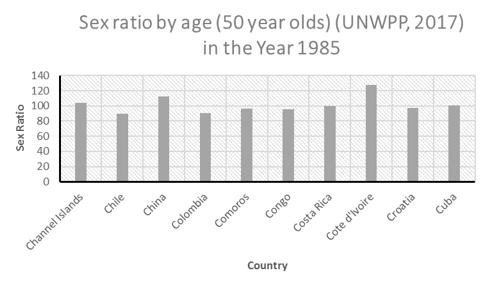 Sex ratio by age (50 year olds) (UNWPP, 2017)
in the Year 1985
140
120
100
80
60
40
20
0
Sex Ratio
Channel Islands
Chile
China
Colombia
Comoros
Congo
Costa Rica
Cote d'Ivoire
Croatia
Cuba
Country